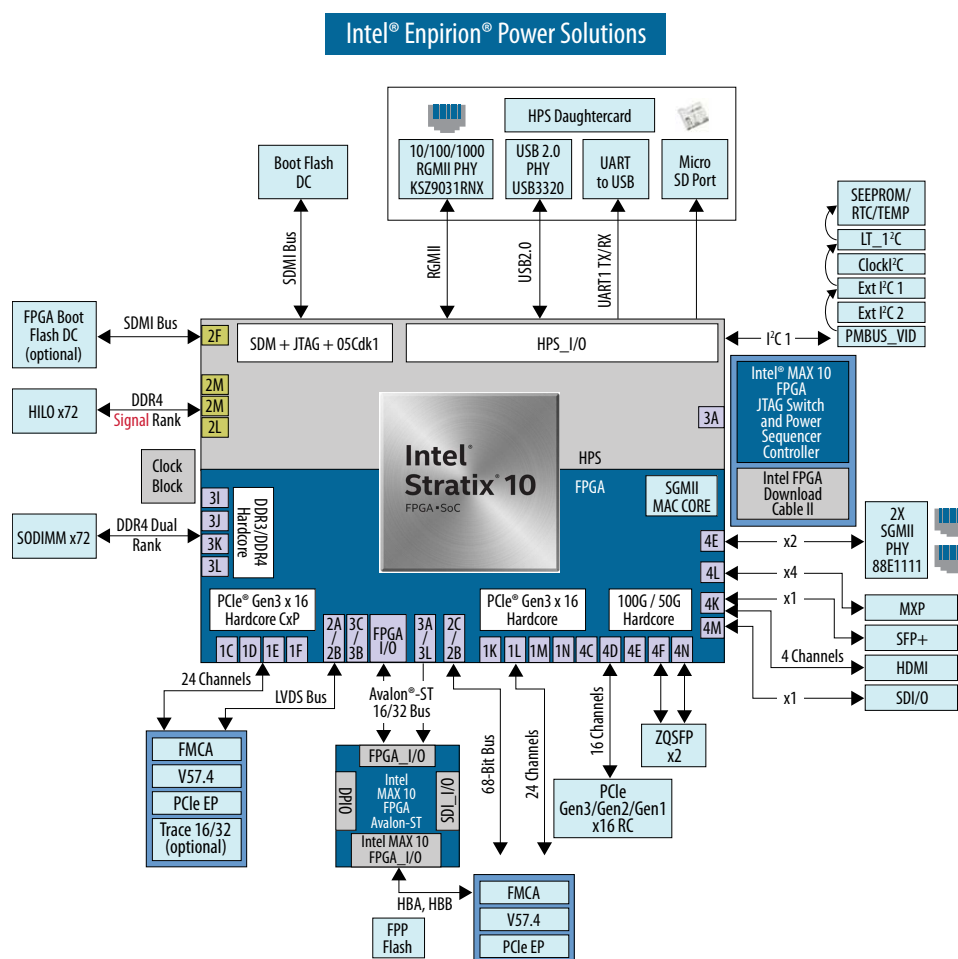 Intel® Enpirion® Power Solutions
HPS Daughtercard
10/100/1000
RGMII PHY
KSZ9031RNX
USB 2.0
PHY
USB3320
UART
to USB
Micro
SD Port
Boot Flash
DC
SDMI Bus
RGMII
USB2.0
UART1 TX/RX
SEEPROM/
RTC/TEMP
LT_1²C
ClockI²C
Ext I²C 1
Ext I²C 2
PMBUS_VID
I²C 1
FPGA Boot
Flash DC
(optional)
SDMI Bus
2F
SDM + JTAG + 05Cdk1
HPS_I/O
HILO x72
DDR4
Signal Rank
2M
2M
2L
3A
Intel® MAX 10
FPGA
JTAG Switch
and Power
Sequencer
Controller
Intel FPGA
Download
Cable II
Clock
Block
Intel®
Stratix® 10
FPGA • SoC
HPS
FPGA
SGMII
MAC CORE
SODIMM x72
DDR4 Dual
Rank
3I
3J
3K
3L
DDR3/DDR4
Hardcore
4E
4L
4K
4M
x2
x4
x1
4 Channels
x1
2X
SGMII
PHY
88E1111
MXP
SFP+
HDMI
SDI/O
PCIe® Gen3 x 16
Hardcore CxP
1C
1D
1E
1F
2A
/
2B
3C
/
3B
FPGA
I/O
3A
/
3L
2C
/
2B
PCIe® Gen3 x 16
Hardcore
1K
1L
1M
1N
4C
4D
100G / 50G
Hardcore
4E
4F
4N
24 Channels
LVDS Bus
Avalon®-ST
16/32 Bus
68-Bit Bus
24 Channels
16 Channels
ZQSFP
x2
PCIe
Gen3/Gen2/Gen1
x16 RC
FMCA
V57.4
PCIe EP
Trace 16/32
(optional)
FPGA_I/O
DPIO
Intel
MAX 10
FPGA
Avalon-ST
SDI_I/O
Intel MAX 10
FPGA_I/O
HBA, HBB
FPP
Flash
FMCA
V57.4
PCIe EP